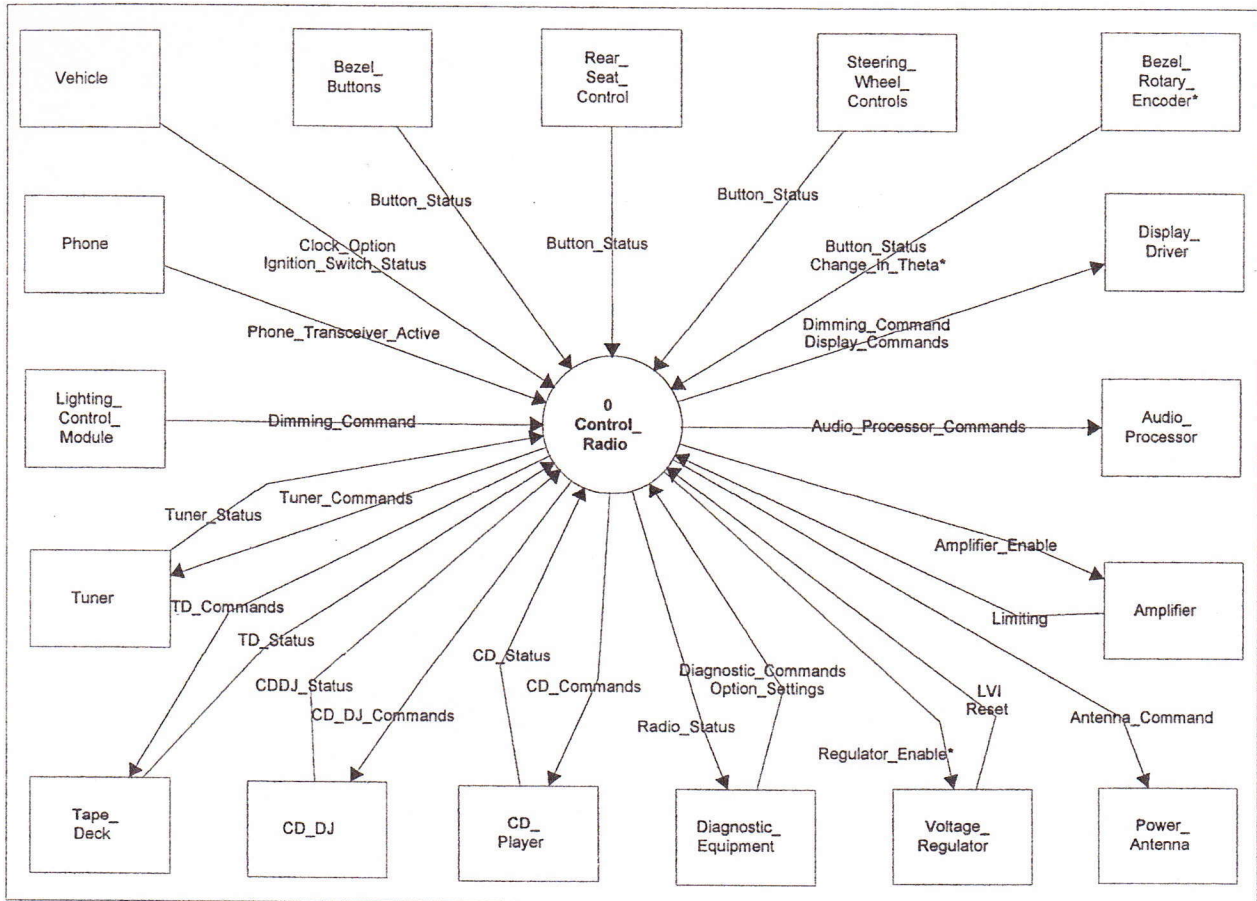 Vehicle
Bezel_
Buttons
Rear_
Seat_
Control
Steering_
Wheel_
Controls
Bezel_
Rotary_
Encoder*
Button_Status
Button_Status
Button_Status
Phone
Clock_Option
Ignition_Switch_Status
Button_Status
Change_In_Theta*
Display_
Driver
Phone_Transceiver_Active
Dimming_Command
Display_Commands
Lighting_
Control_
Module
Dimming_Command
0
Control_
Radio
Audio_Processor_Commands
Audio_
Processor
Tuner_Status
Tuner_Commands
Amplifier_Enable
Tuner
TD_Commands
TD_Status
Limiting
Amplifier
CDDJ_Status
CD_DJ_Commands
CD_Status
CD_Commands
Diagnostic_Commands
Option_Settings
Radio_Status
LVI
Reset
Regulator_Enable*
Antenna_Command
Tape_
Deck
CD_DJ
CD_
Player
Diagnostic_
Equipment
Voltage_
Regulator
Power_
Antenna